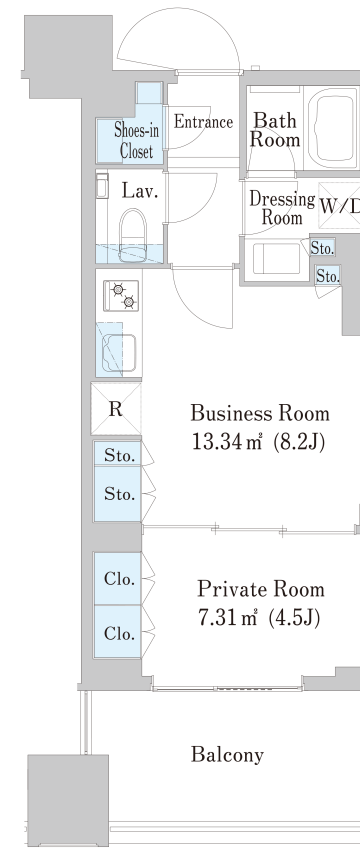 Shoes-in
Closet
Entrance
Bath
Room
Lav.
Dressing
Room
W/D
Sto.
Sto.
R
Business Room
13.34㎡ (8.2J)
Sto.
Sto.
Clo.
Clo.
Private Room
7.31㎡ (4.5J)
Balcony